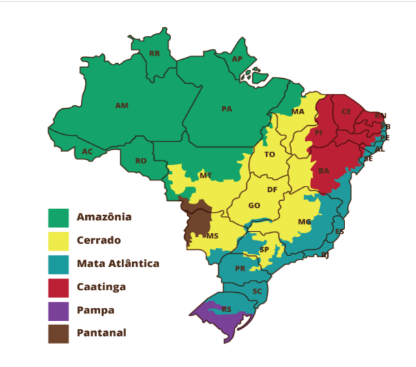 RR
AP
AM
PA
MA
CE
RN
PB
PE
AL
SE
PI
AC
RO
TO
BA
MT
DF
GO
MG
ES
MS
SP
RJ
PR
SC
RS
Amazônia
Cerrado
Mata Atlântica
Caatinga
Pampa
Pantanal